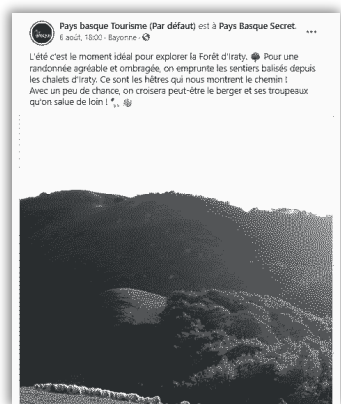 Pays basque Tourisme (Par défaut) est à Pays Basque Secret.
6 août, 18:00 · Bayonne ·
L'été c'est le moment idéal pour explorer la Forêt d'Iraty. 🌳 Pour une
randonnée agréable et ombragée, on emprunte les sentiers balisés depuis
les chalets d'Iraty. Ce sont les hêtres qui nous montrent le chemin !
Avec un peu de chance, on croisera peut-être le berger et ses troupeaux
qu'on salue de loin !